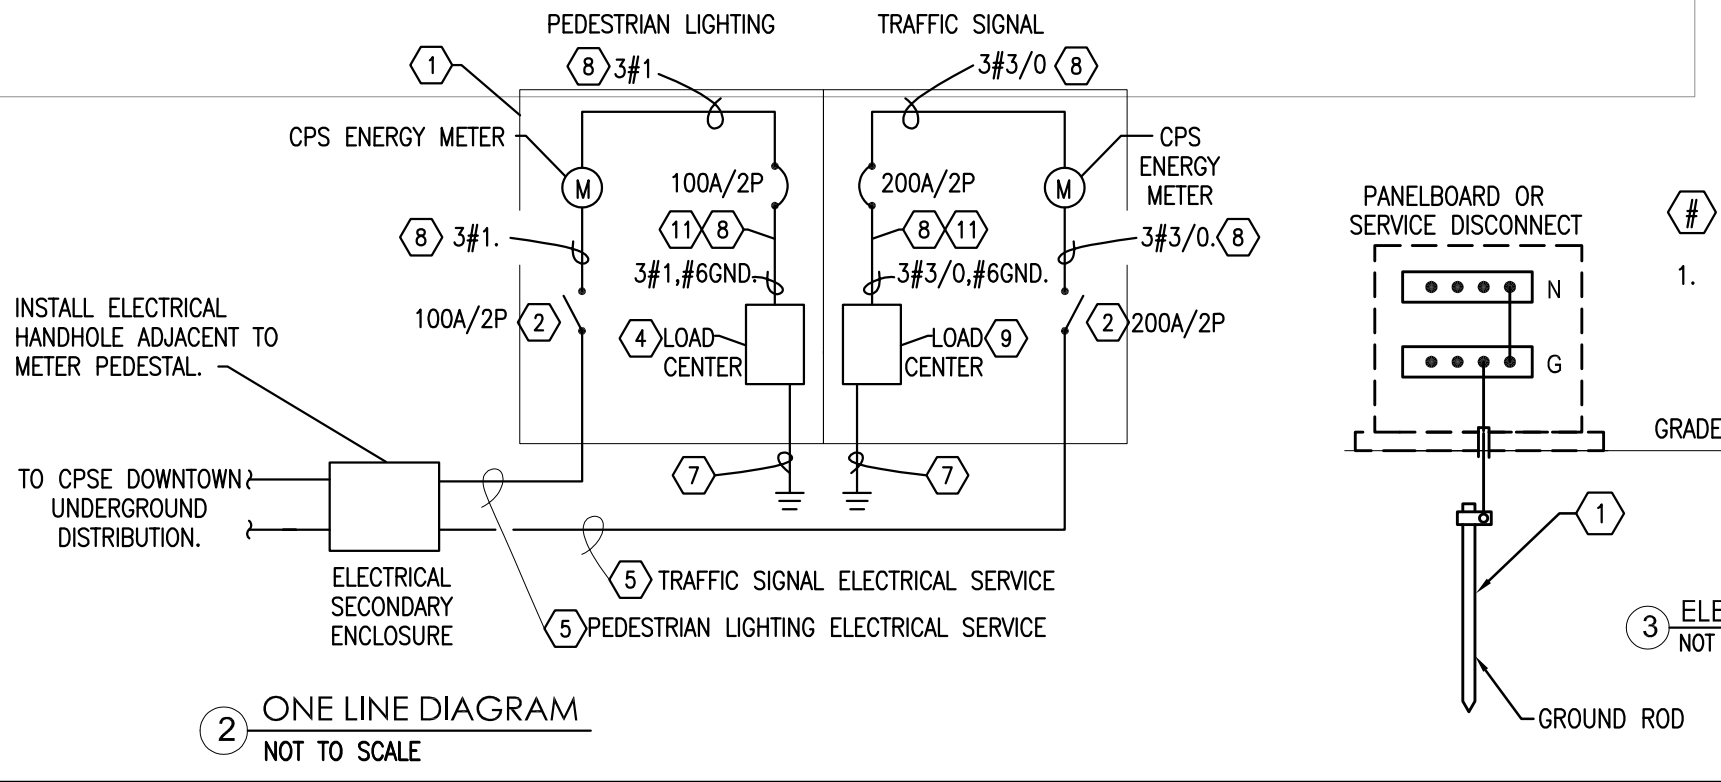 PEDESTRIAN LIGHTING
TRAFFIC SIGNAL
1
8 3#1
3#3/0 8
CPS ENERGY METER
CPS
ENERGY
METER
M
100A/2P
200A/2P
M
8 3#1.
11 8
8 11
3#3/0. 8
3#1,#6GND.
3#3/0,#6GND.
100A/2P 2
4 LOAD
CENTER
LOAD 9
CENTER
2 200A/2P
INSTALL ELECTRICAL
HANDHOLE ADJACENT TO
METER PEDESTAL.
TO CPSE DOWNTOWN
UNDERGROUND
DISTRIBUTION.
7
7
ELECTRICAL
SECONDARY
ENCLOSURE
5 TRAFFIC SIGNAL ELECTRICAL SERVICE
5 PEDESTRIAN LIGHTING ELECTRICAL SERVICE
2 ONE LINE DIAGRAM
NOT TO SCALE
PANELBOARD OR
SERVICE DISCONNECT
N
G
GRADE
1
GROUND ROD
#
1.
3 ELE
NOT